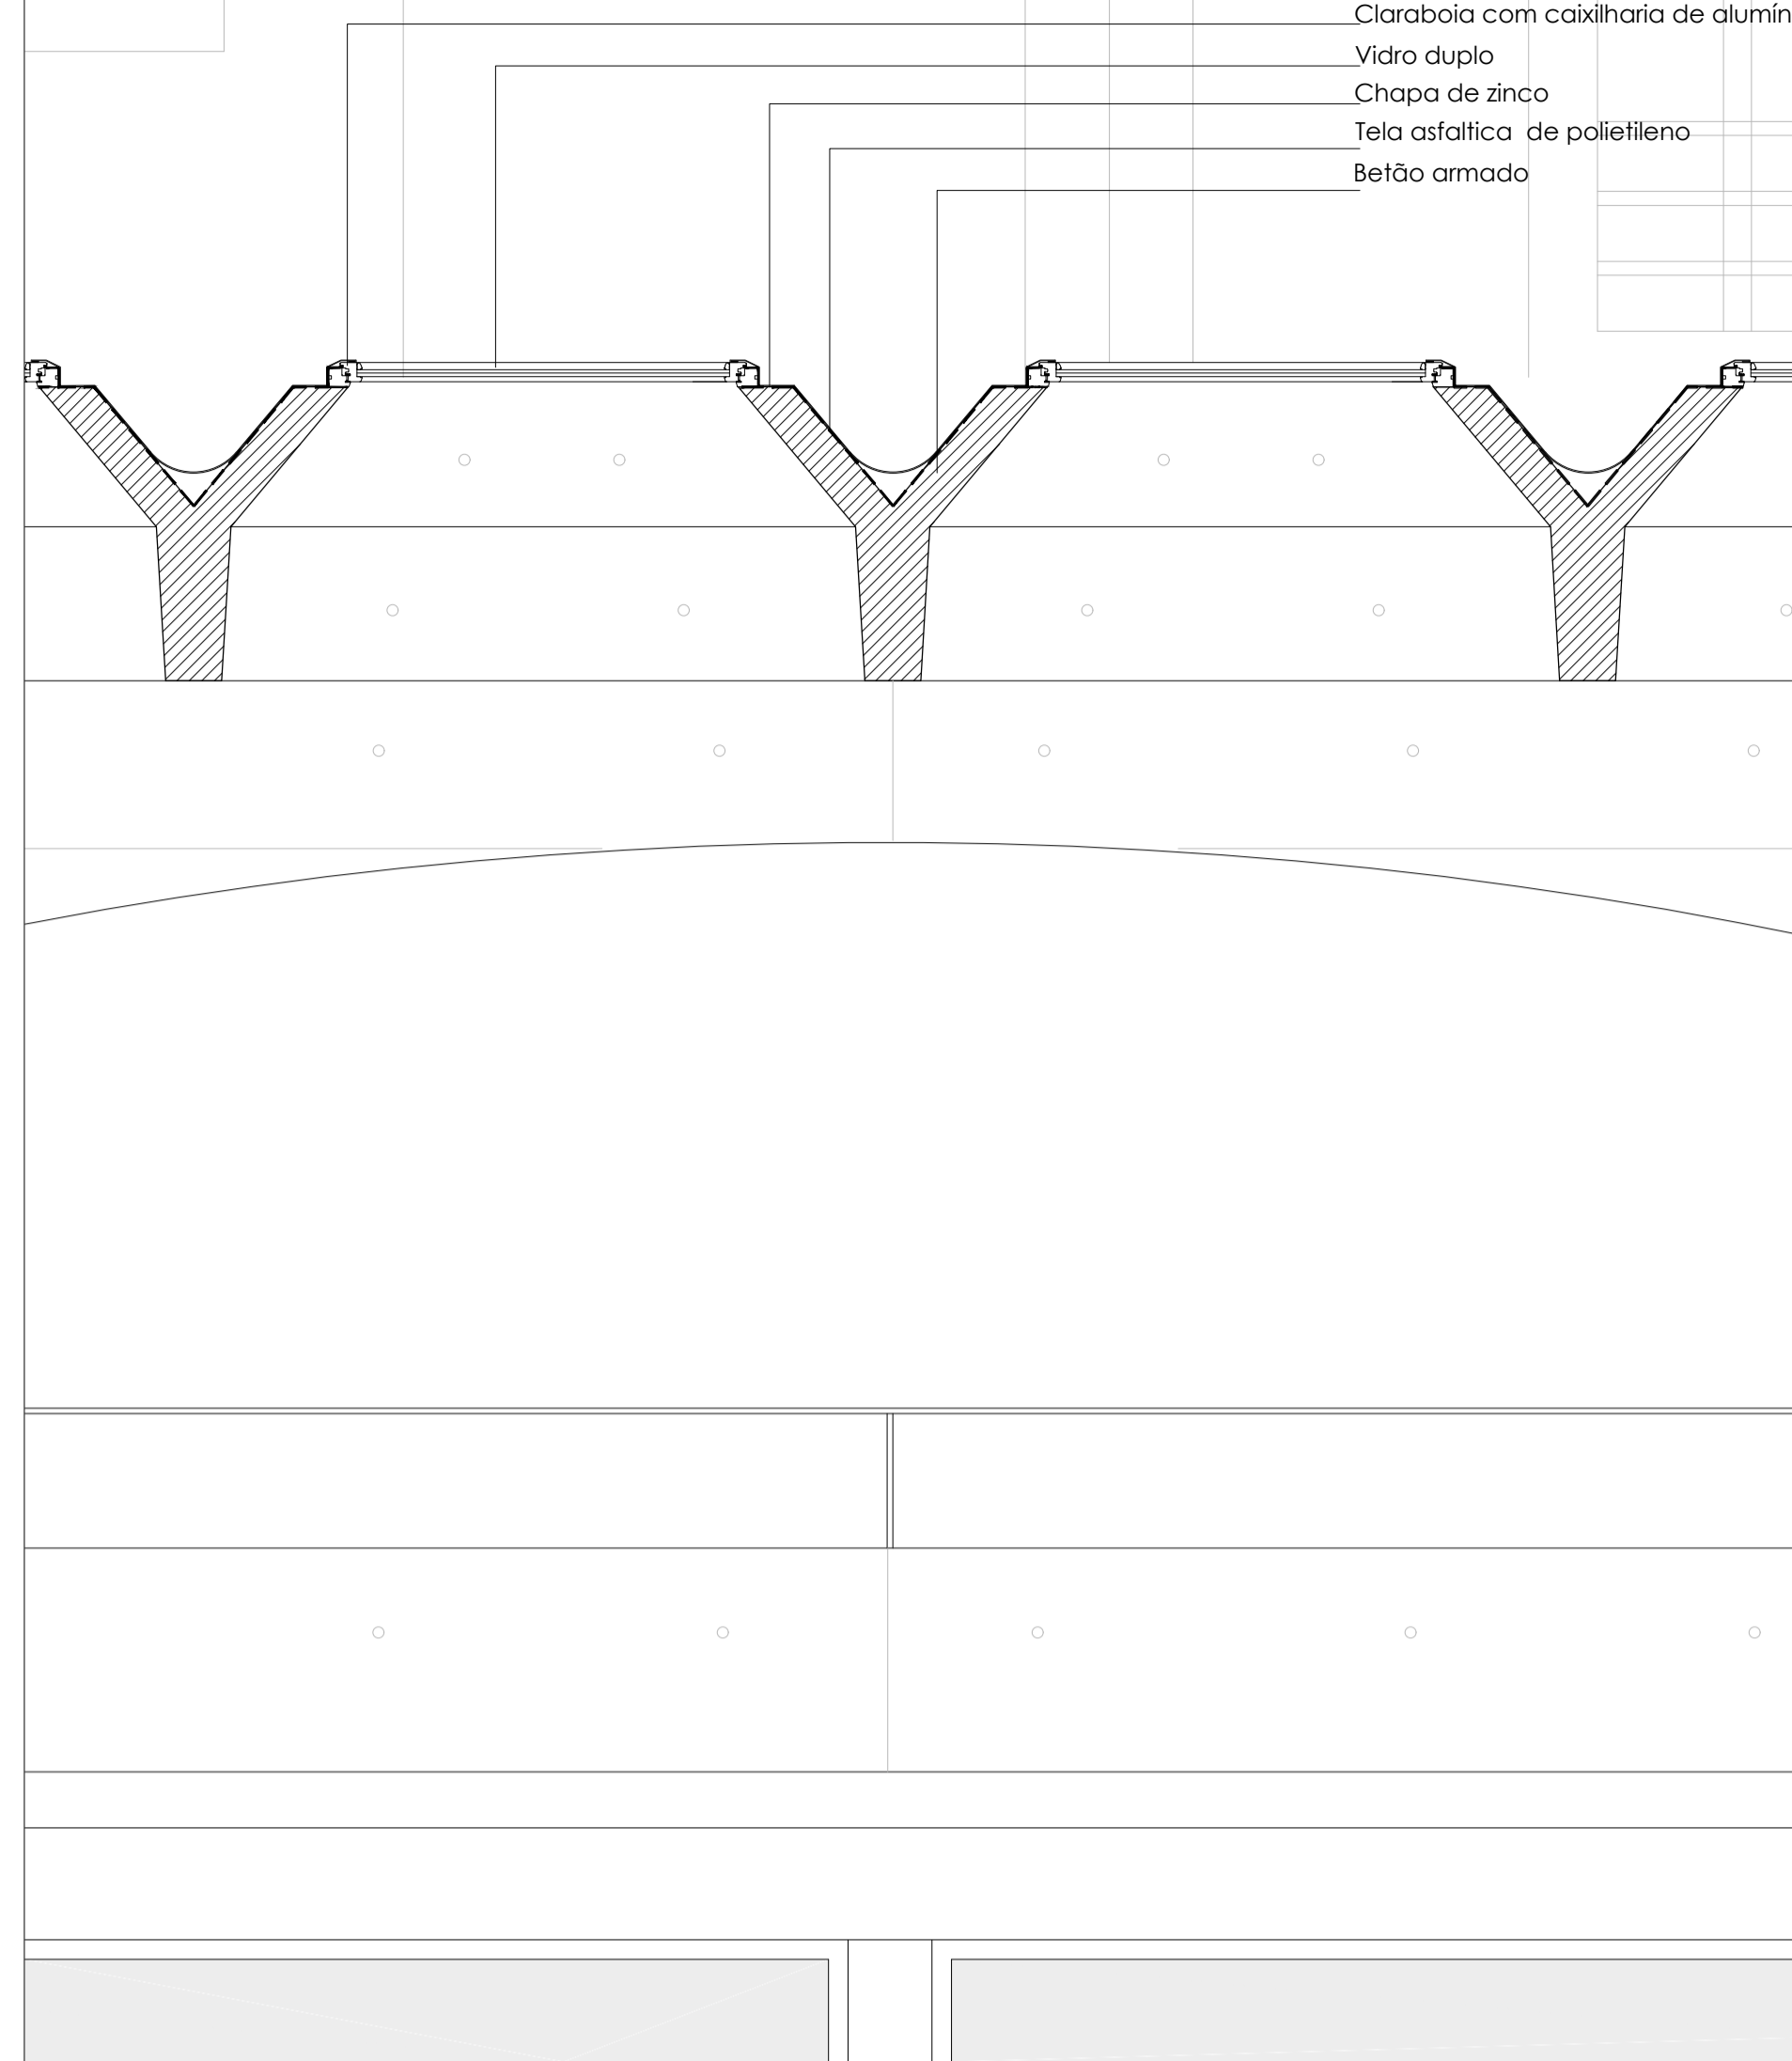 Claraboia com caixilharia de alumín
Vidro duplo
Chapa de zinco
Tela asfaltica  de polietileno
Betão armado